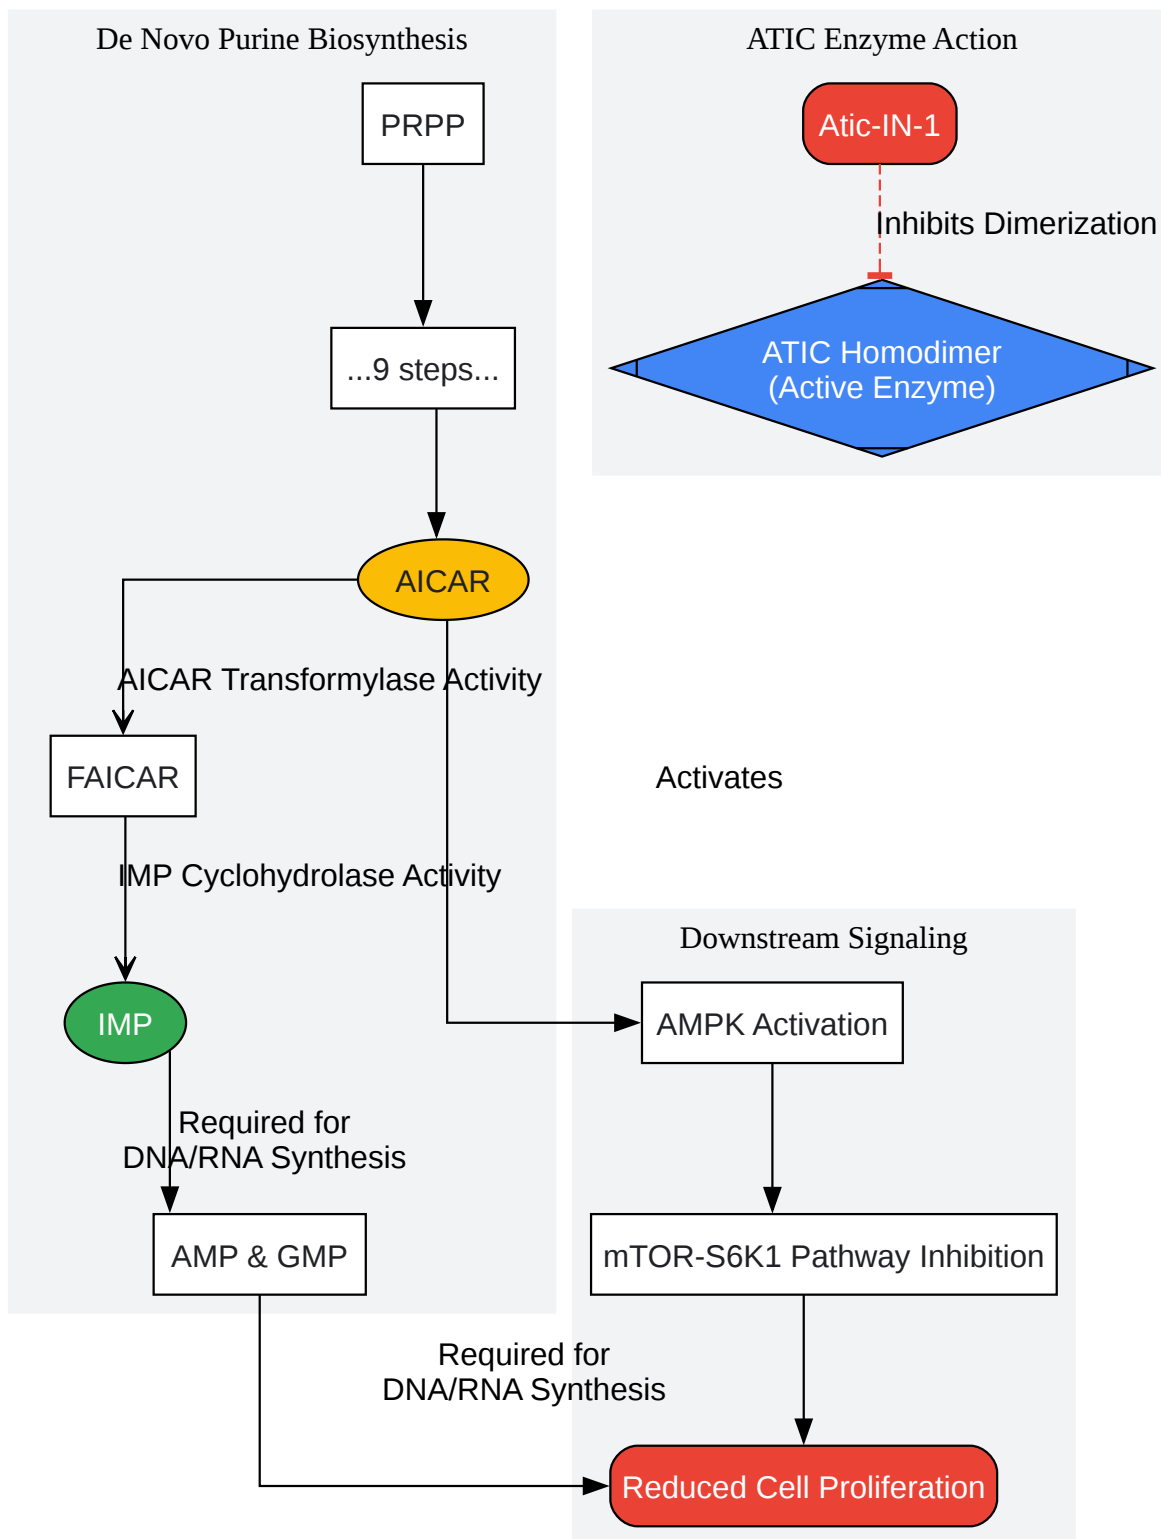 De Novo Purine Biosynthesis
PRPP
...9 steps...
AICAR
AICAR Transformylase Activity
FAICAR
IMP Cyclohydrolase Activity
IMP
Required for
DNA/RNA Synthesis
AMP & GMP
ATIC Enzyme Action
Atic-IN-1
Inhibits Dimerization
ATIC Homodimer
(Active Enzyme)
Activates
Downstream Signaling
AMPK Activation
mTOR-S6K1 Pathway Inhibition
Required for
DNA/RNA Synthesis
Reduced Cell Proliferation